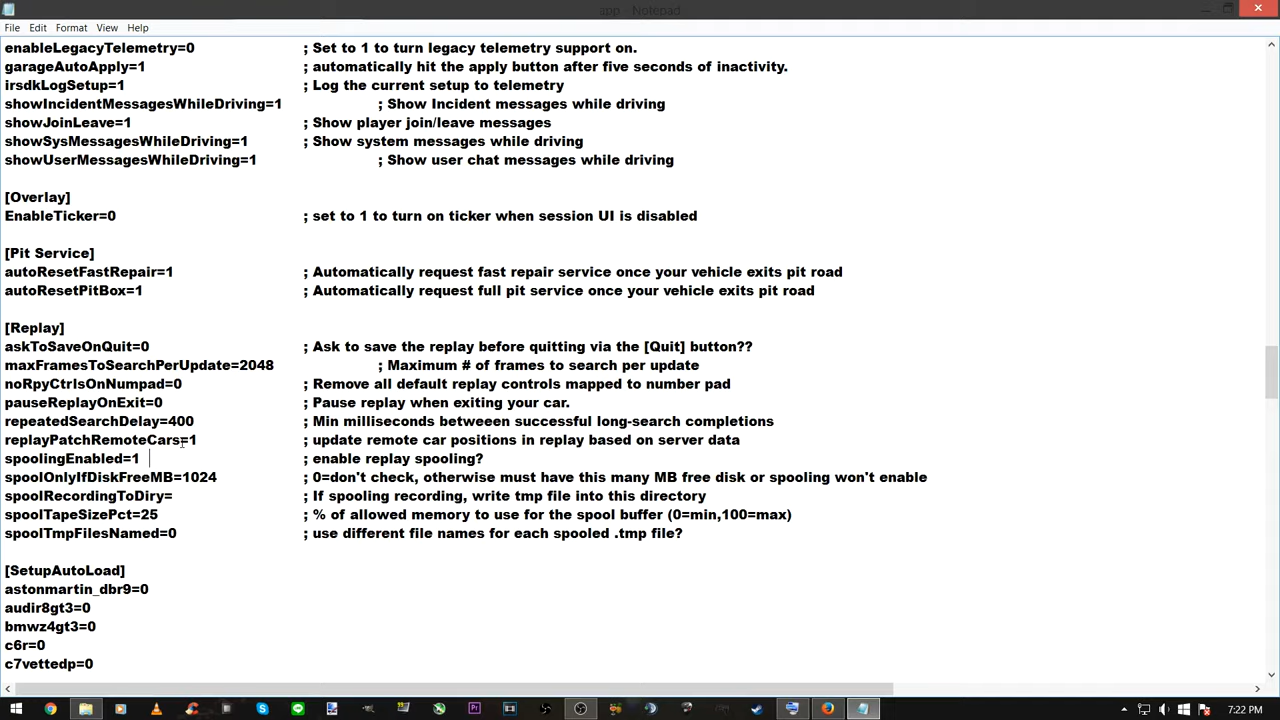 app - Notepad
File Edit Format View Help
enableLegacyTelemetry=0 ; Set to 1 to turn legacy telemetry support on.
garageAutoApply=1 ; automatically hit the apply button after five seconds of inactivity.
irsdkLogSetup=1 ; Log the current setup to telemetry
showIncidentMessagesWhileDriving=1 ; Show Incident messages while driving
showJoinLeave=1 ; Show player join/leave messages
showSysMessagesWhileDriving=1 ; Show system messages while driving
showUserMessagesWhileDriving=1 ; Show user chat messages while driving
[Overlay]
EnableTicker=0 ; set to 1 to turn on ticker when session UI is disabled
[Pit Service]
autoResetFastRepair=1 ; Automatically request fast repair service once your vehicle exits pit road
autoResetPitBox=1 ; Automatically request full pit service once your vehicle exits pit road
[Replay]
askToSaveOnQuit=0 ; Ask to save the replay before quitting via the [Quit] button??
maxFramesToSearchPerUpdate=2048 ; Maximum # of frames to search per update
noRpyCtrlsOnNumpad=0 ; Remove all default replay controls mapped to number pad
pauseReplayOnExit=0 ; Pause replay when exiting your car.
repeatedSearchDelay=400 ; Min milliseconds betweeen successful long-search completions
replayPatchRemoteCars=1 ; update remote car positions in replay based on server data
spoolingEnabled=1 ; enable replay spooling?
spoolOnlyIfDiskFreeMB=1024 ; 0=don't check, otherwise must have this many MB free disk or spooling won't enable
spoolRecordingToDiry= ; If spooling recording, write tmp file into this directory
spoolTapeSizePct=25 ; % of allowed memory to use for the spool buffer (0=min,100=max)
spoolTmpFilesNamed=0 ; use different file names for each spooled .tmp file?
[SetupAutoLoad]
astonmartin_dbr9=0
audir8gt3=0
bmwz4gt3=0
c6r=0
c7vettedp=0
7:22 PM